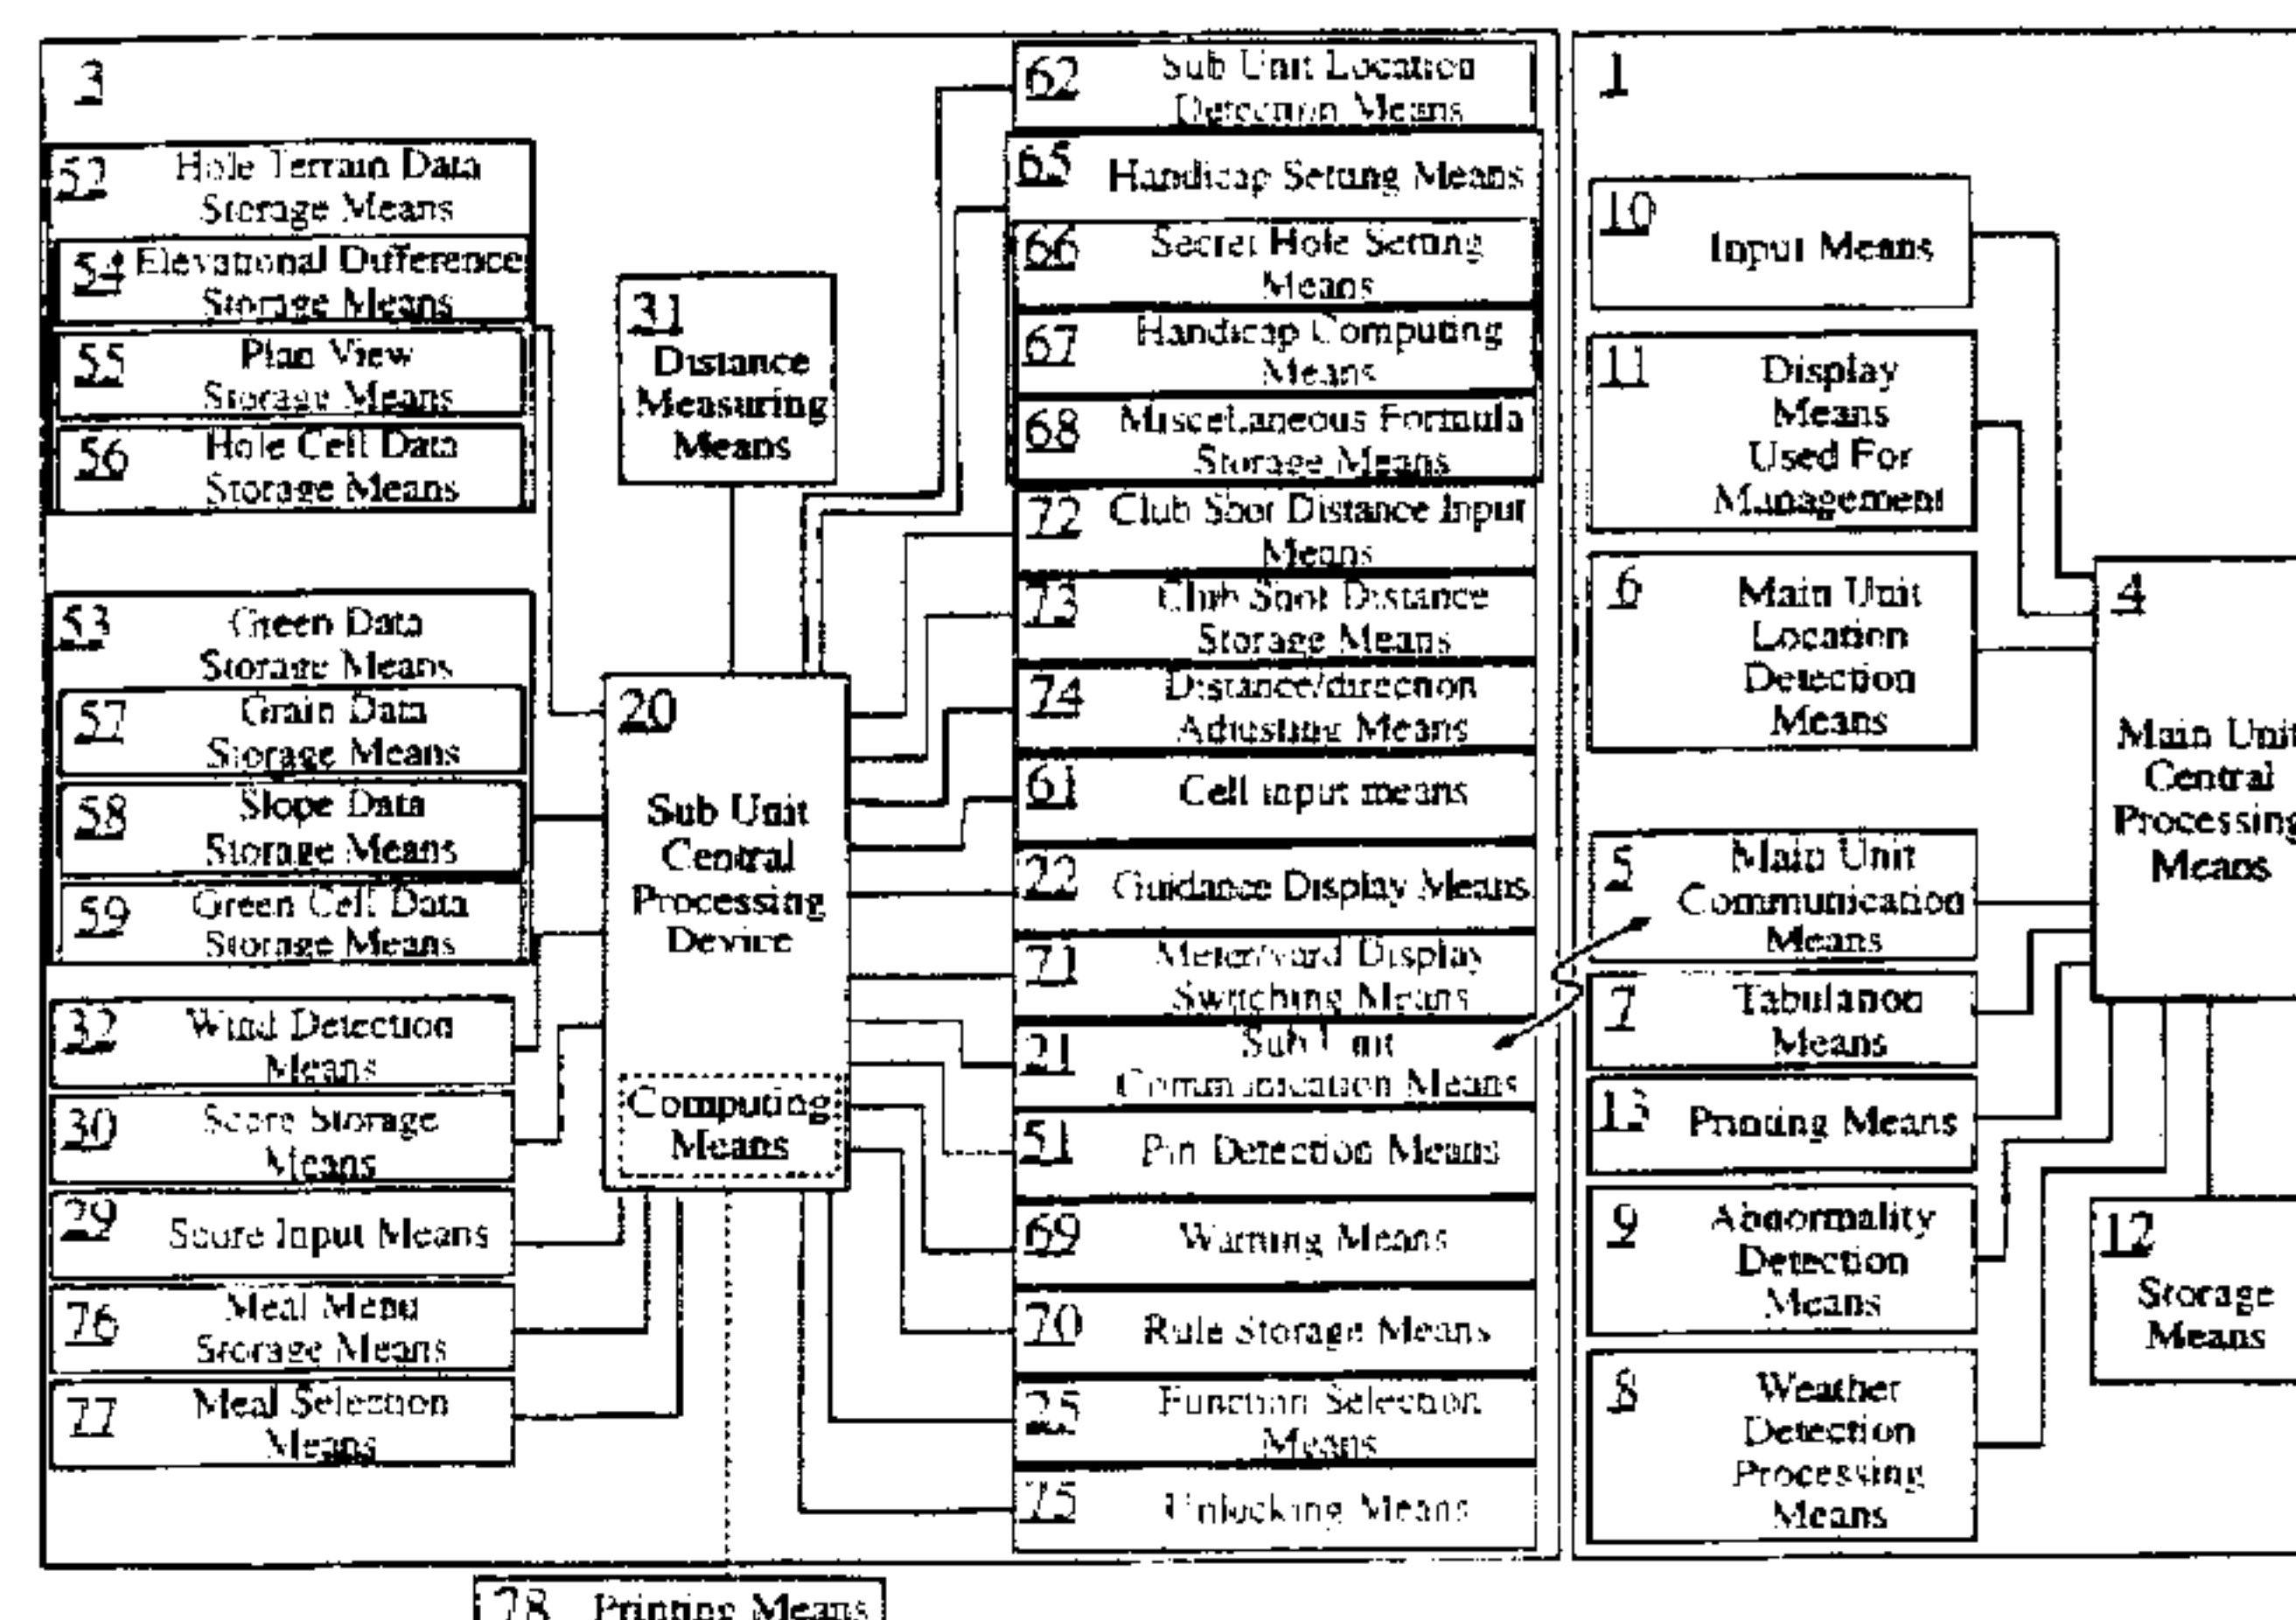 3
52 Hole Terrain Data
Storage Means
54 Elevational Difference
Storage Means
55 Plan View
Storage Means
56 Hole Cell Data
Storage Means
53 Green Data
Storage Means
57 Grain Data
Storage Means
58 Slope Data
Storage Means
59 Green Cell Data
Storage Means
32 Wind Detection
Means
30 Score Storage
Means
29 Score Input Means
76 Meal Menu
Storage Means
77 Meal Selection
Means
31
Distance
Measuring
Means
20
Sub Unit
Central
Processing
Device
Computing
Means
78 Printing Means
62 Sub Unit Location
Detection Means
65 Handicap Setting Means
66 Secret Hole Setting
Means
67 Handicap Computing
Means
68 Miscellaneous Formula
Storage Means
72 Club Shot Distance Input
Means
73 Club Shot Distance
Storage Means
74 Distance/direction
Adjusting Means
61 Cell input means
22 Guidance Display Means
71 Meter/yard Display
Switching Means
21 Sub Unit
Communication Means
51 Pin Detection Means
69 Warning Means
70 Rule Storage Means
25 Function Selection
Means
75 Unlocking Means
1
10
Input Means
11 Display
Means
Used For
Management
6 Main Unit
Location
Detection
Means
5 Main Unit
Communication
Means
7 Tabulation
Means
13 Printing Means
9 Abnormality
Detection
Means
8 Weather
Detection
Processing
Means
4
Main Unit
Central
Processing
Means
12
Storage
Means